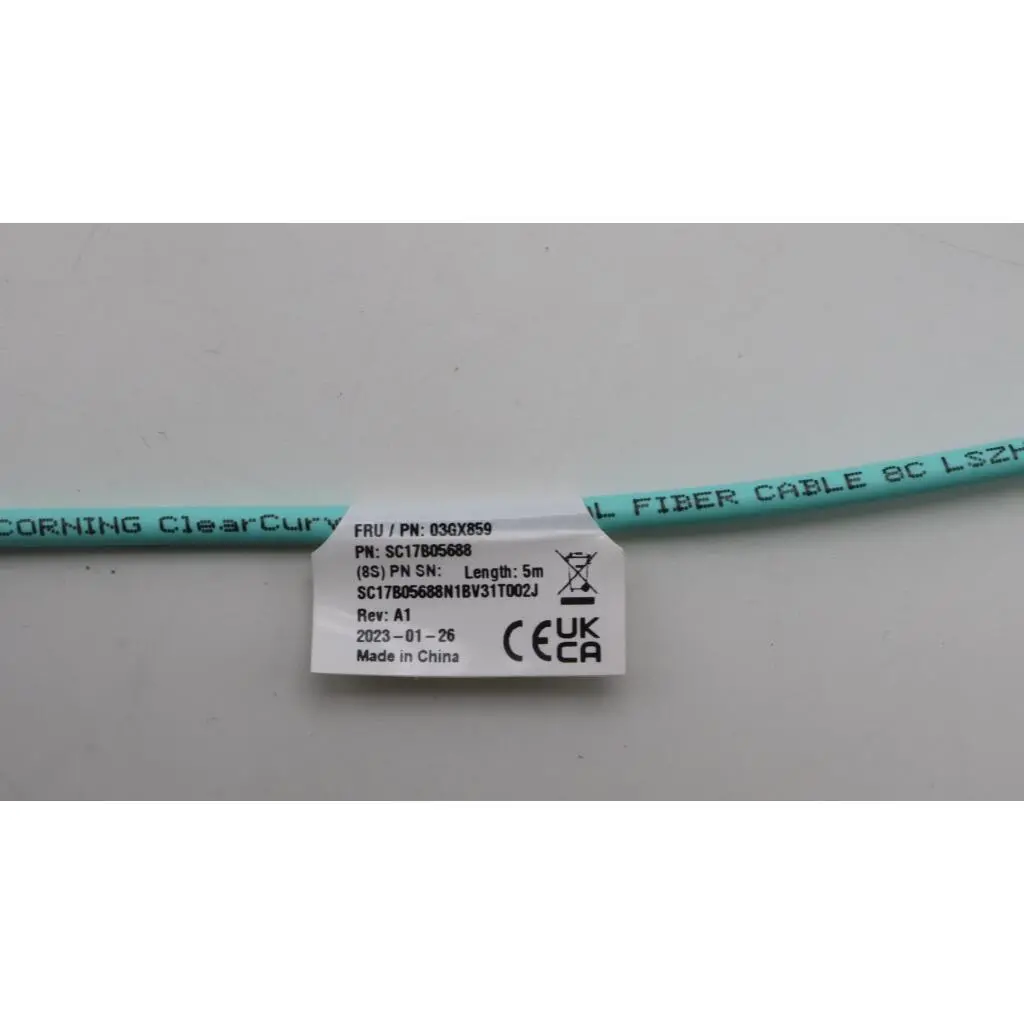 CORNING ClearCurv
L FIBER CABLE 8C LSZH
FRU / PN: 03GX859
PN: SC17B05688
(8S) PN SN: Length: 5m
SC17B05688N1BV31T002J
Rev: A1
2023-01-26
Made in China
CE UK
CA